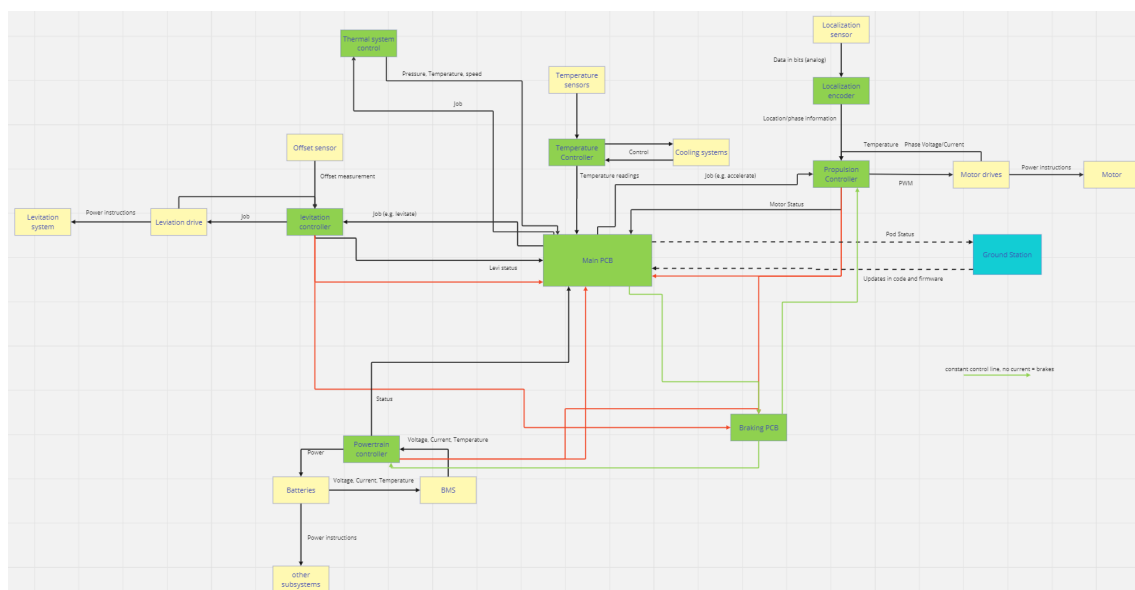 Localization
sensor
Thermal system
control
Data in bits (analog)
Pressure, Temperature, speed
Temperature
sensors
Localization
encoder
Job
Location/phase information
Offset sensor
Temperature Phase Voltage/Current
Temperature
Controller
Control
Cooling systems
Offset measurement
Temperature readings
Job (e.g. accelerate)
Propulsion
Controller
Motor drives
Power instructions
Motor
PWM
Motor Status
Levitation
system
Power instructions
Leviation drive
Job
levitation
controller
Job (e.g. levitate)
Pod Status
Main PCB
Ground Station
Levi status
Updates in code and firmware
constant control line, no current = brakes
Status
Braking PCB
Powertrain
controller
Voltage, Current, Temperature
Power
Batteries
Voltage, Current, Temperature
BMS
Power instructions
other
subsystems